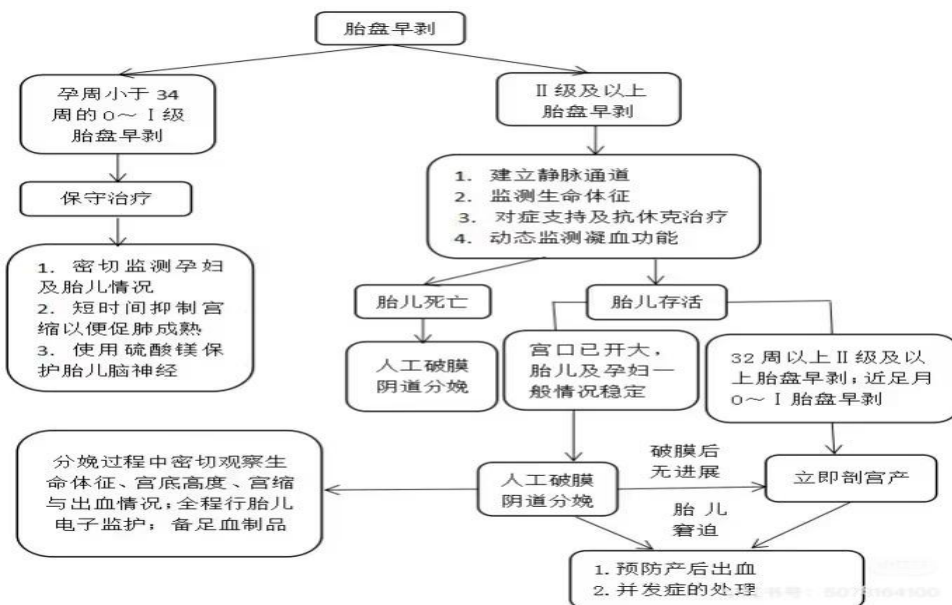 胎盘早剥
孕周小于34
周的0～Ⅰ级
胎盘早剥
Ⅱ级及以上
胎盘早剥
保守治疗
1. 建立静脉通道
2. 监测生命体征
3. 对症支持及抗休克治疗
4. 动态监测凝血功能
1. 密切监测孕妇
及胎儿情况
2. 短时间抑制宫
缩以便促肺成熟
3. 使用硫酸镁保
护胎儿脑神经
胎儿死亡
胎儿存活
人工破膜
阴道分娩
宫口已开大，
胎儿及孕妇一
般情况稳定
32周以上Ⅱ级及以
上胎盘早剥；近足月
0～Ⅰ胎盘早剥
分娩过程中密切观察生
命体征、宫底高度、宫缩
与出血情况；全程行胎儿
电子监护；备足血制品
人工破膜
阴道分娩
破膜后
无进展
胎儿
窘迫
立即剖宫产
1. 预防产后出血
2. 并发症的处理